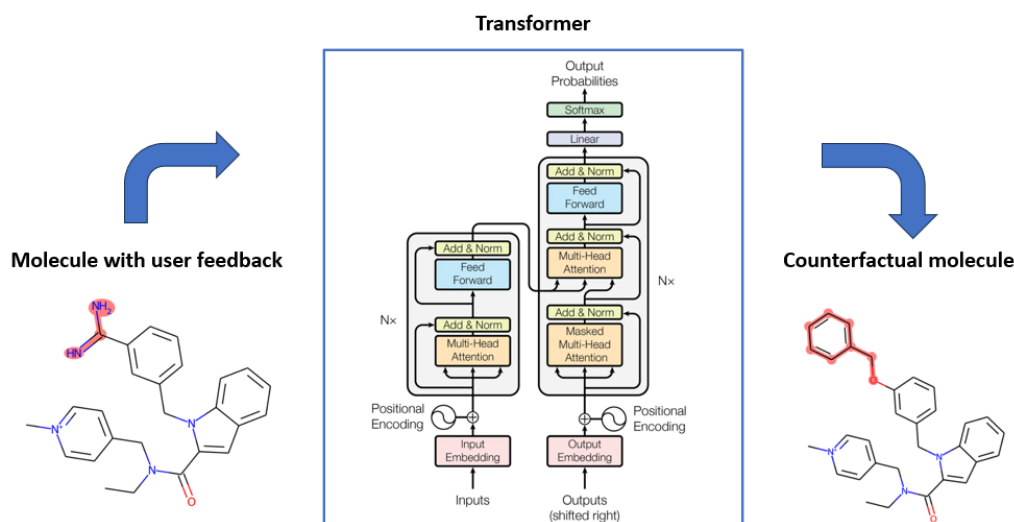 Transformer
Molecule with user feedback
NH₂
HN
N⁺
N
N
O
Output
Probabilities
Softmax
Linear
Add & Norm
Feed
Forward
Add & Norm
Multi-Head
Attention
Add & Norm
Masked
Multi-Head
Attention
N×
Add & Norm
Feed
Forward
Add & Norm
Multi-Head
Attention
N×
Positional
Encoding
Positional
Encoding
Input
Embedding
Output
Embedding
Inputs
Outputs
(shifted right)
Counterfactual molecule
O
N
N⁺
N
O